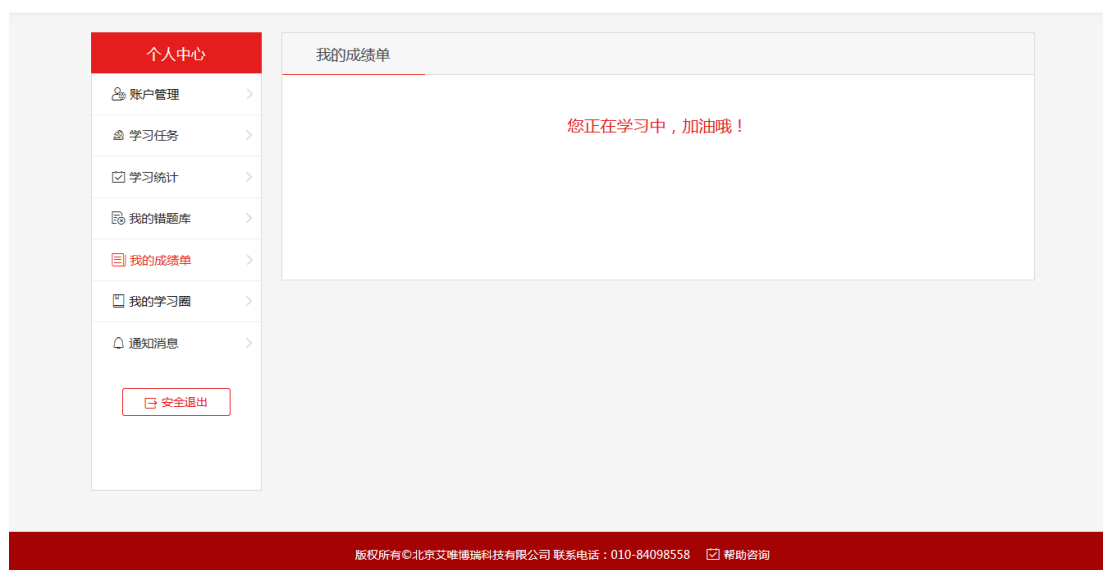 个人中心
账户管理
学习任务
学习统计
我的错题库
我的成绩单
我的学习圈
通知消息
安全退出
我的成绩单
您正在学习中，加油哦！
版权所有©北京艾唯博瑞科技有限公司 联系电话：010-84098558 帮助咨询